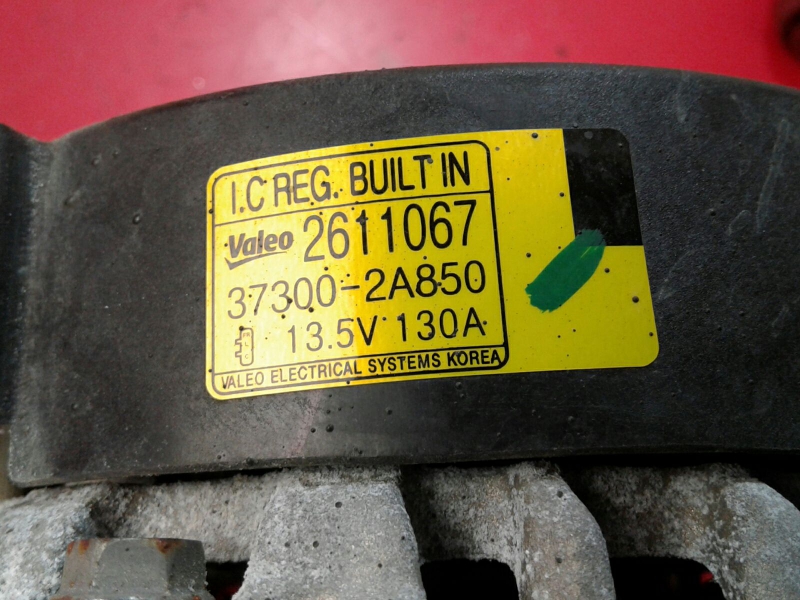 I.C REG. BUILT IN
Valeo 2611067
37300-2A850
13.5V 130A
VALEO ELECTRICAL SYSTEMS KOREA